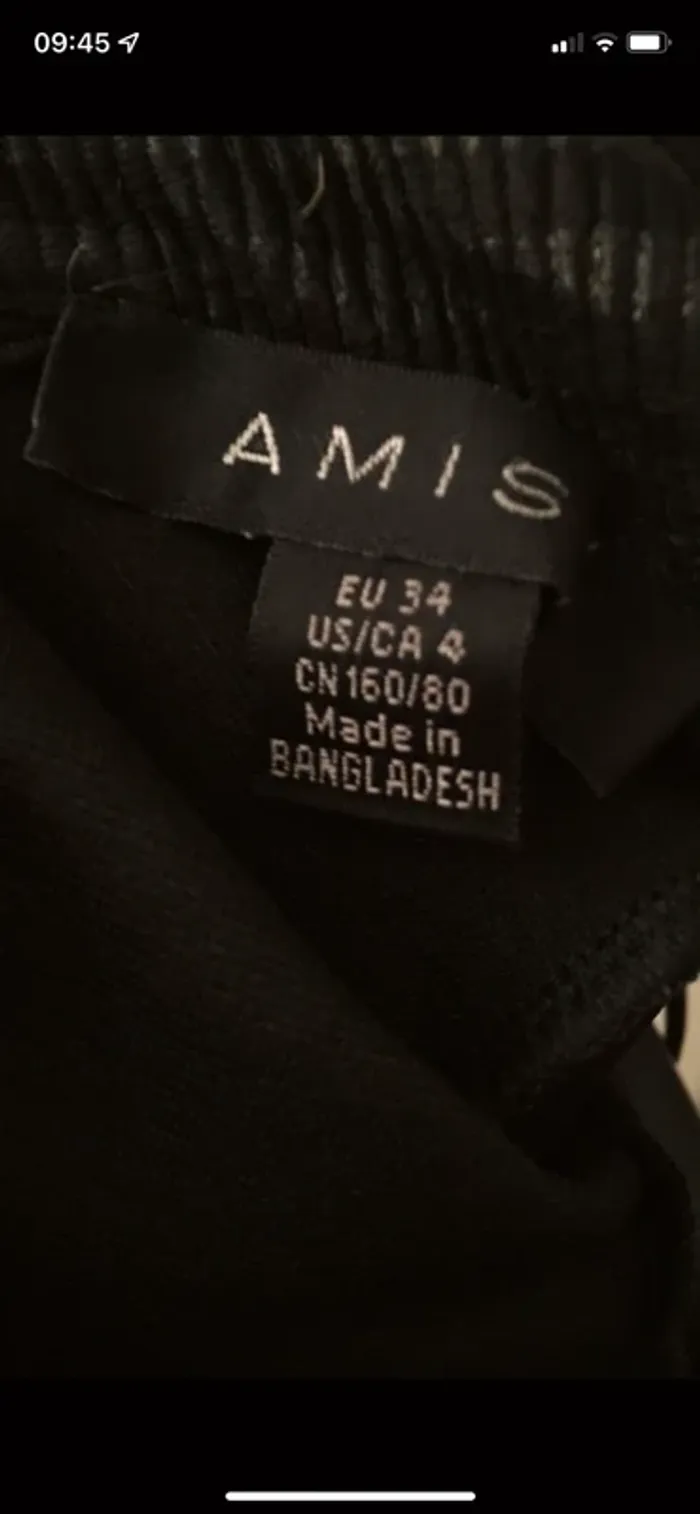 09:45
AMIS
EU 34
US/CA 4
CN 160/80
Made in
BANGLADESH